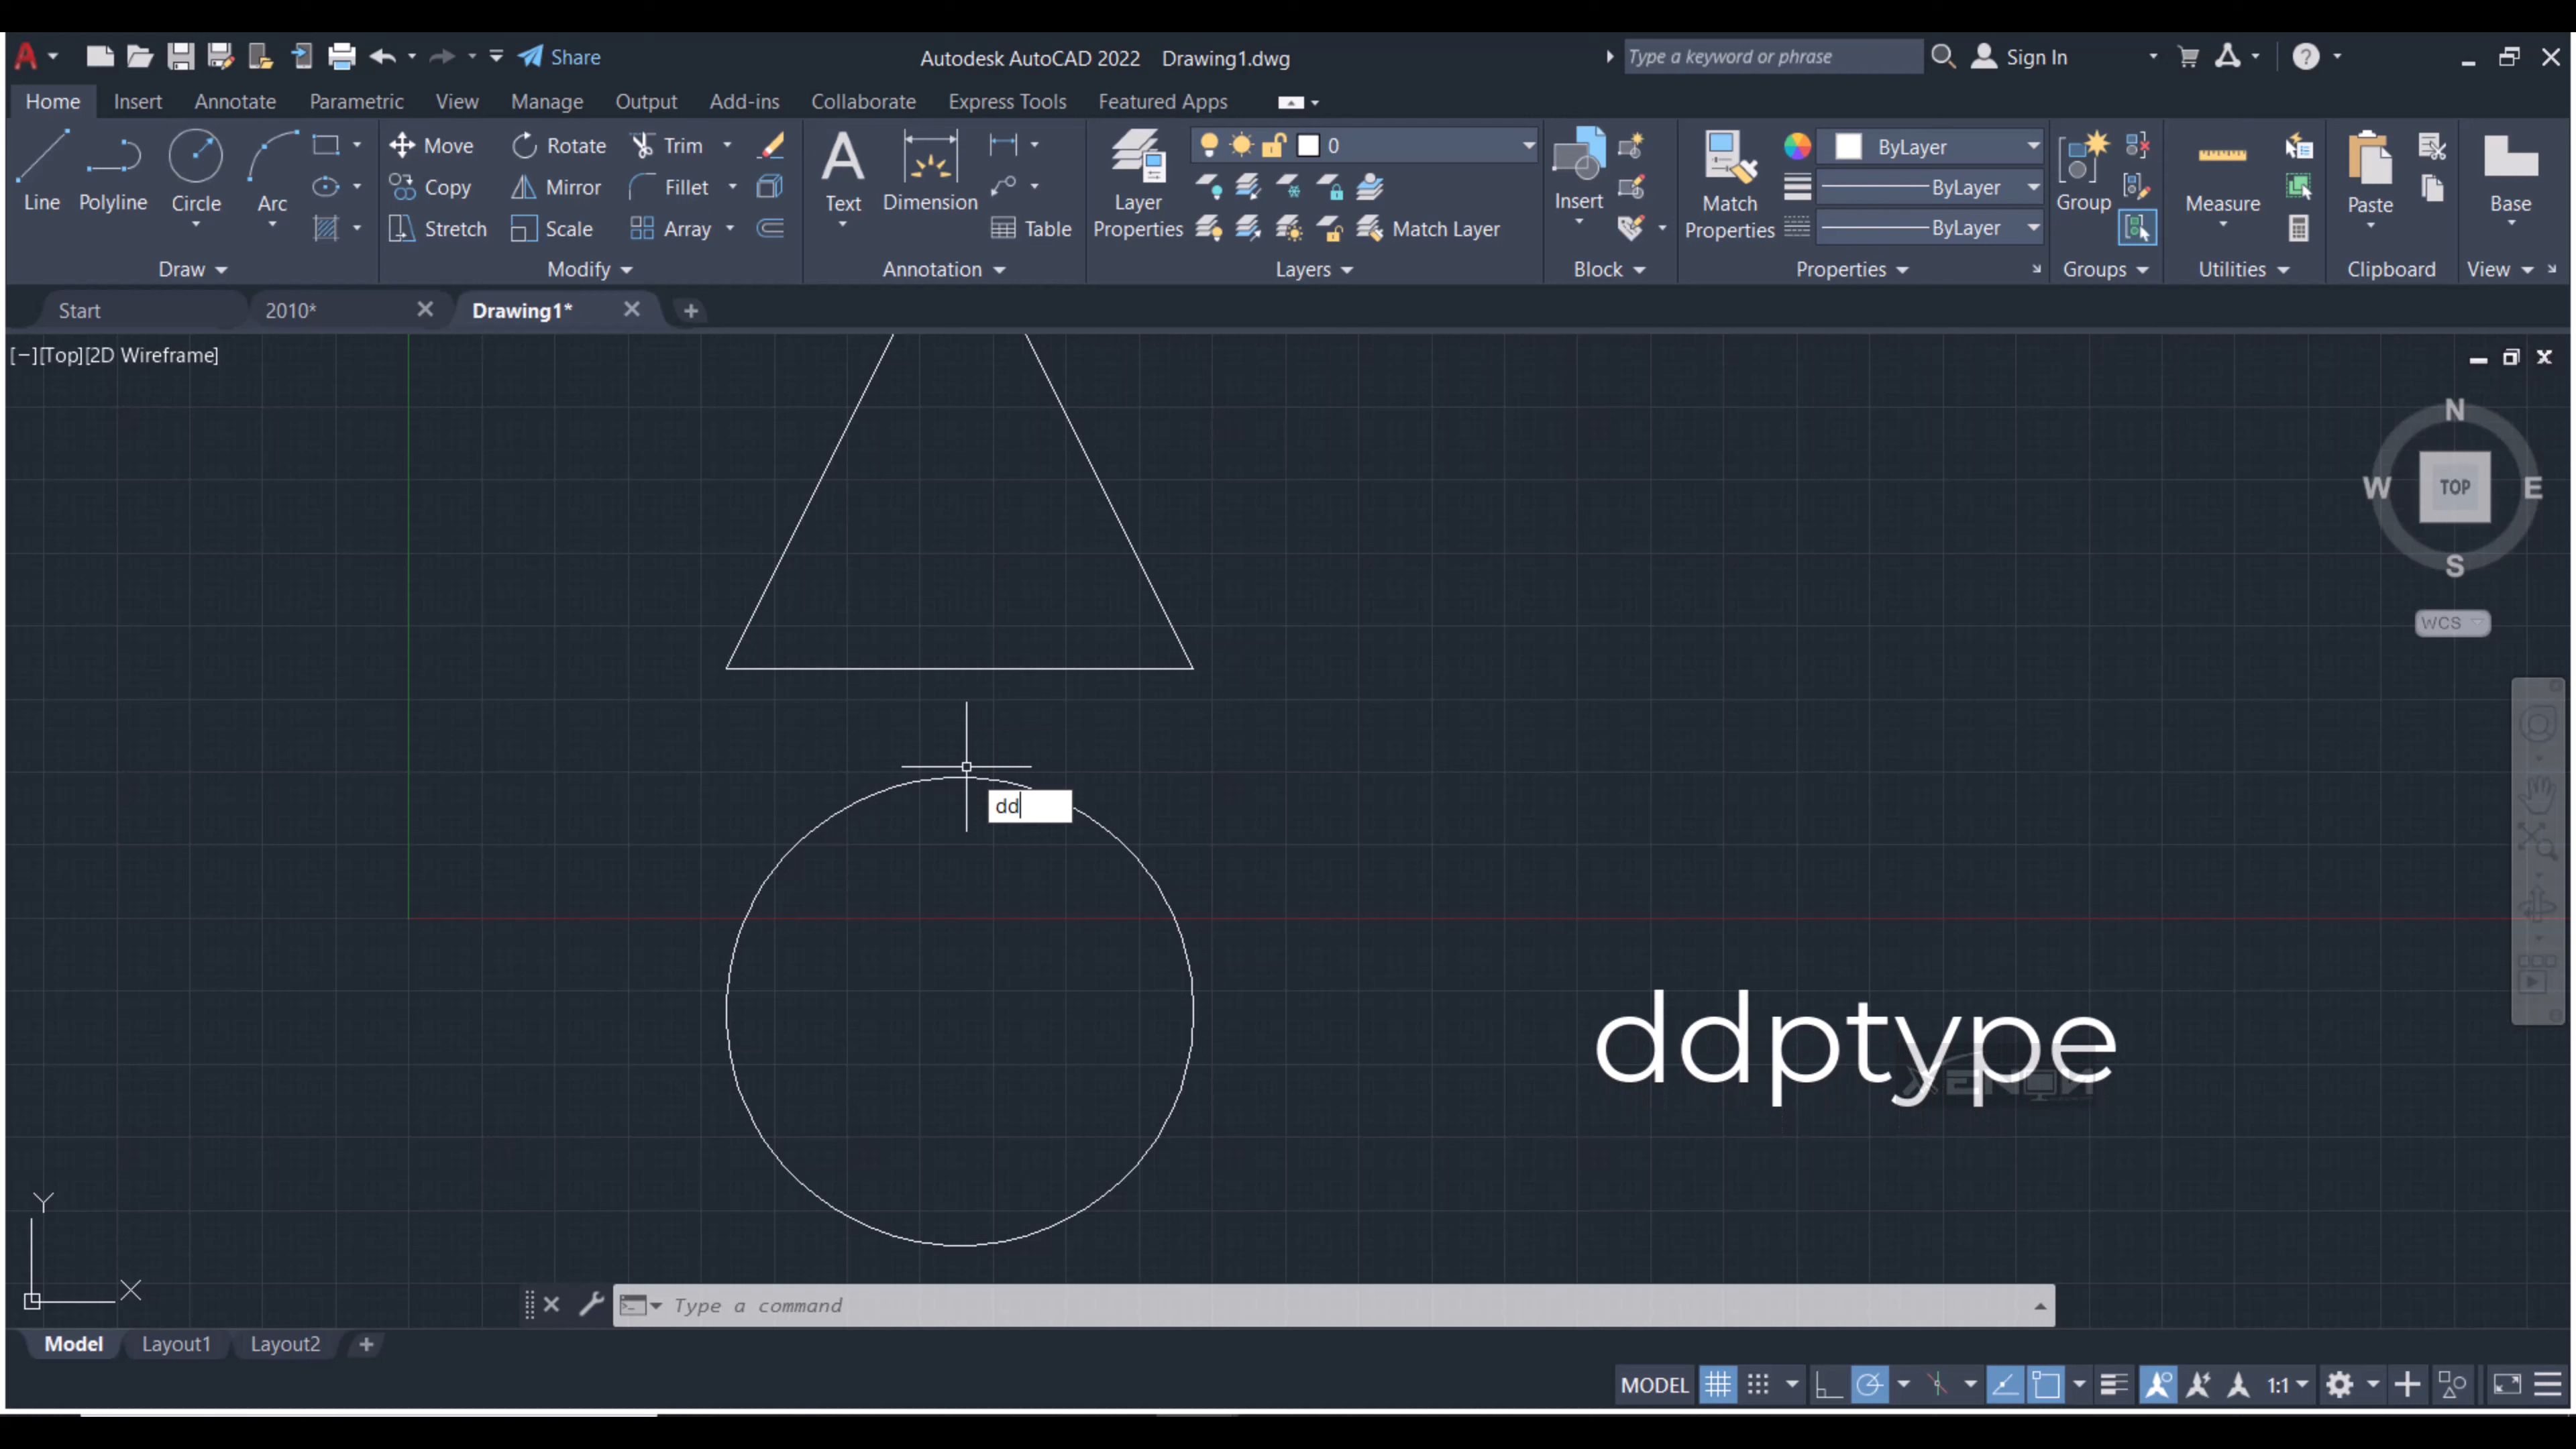 Share
Autodesk AutoCAD 2022 Drawing1.dwg
Type a keyword or phrase
Sign In
Home Insert Annotate Parametric View Manage Output Add-ins Collaborate Express Tools Featured Apps
Line Polyline Circle Arc
Draw
Move Rotate Trim
Copy Mirror Fillet
Stretch Scale Array
Modify
Text Dimension Table
Annotation
Layer Properties
0
Match Layer
Layers
Insert
Block
Match Properties
ByLayer
ByLayer
ByLayer
Properties
Group
Groups
Measure
Utilities
Paste
Clipboard
Base
View
Start 2010* Drawing1*
[−][Top][2D Wireframe]
N
W TOP E
S
WCS
dd
ddptype
XENON
Y
X
Type a command
Model Layout1 Layout2
MODEL 1:1